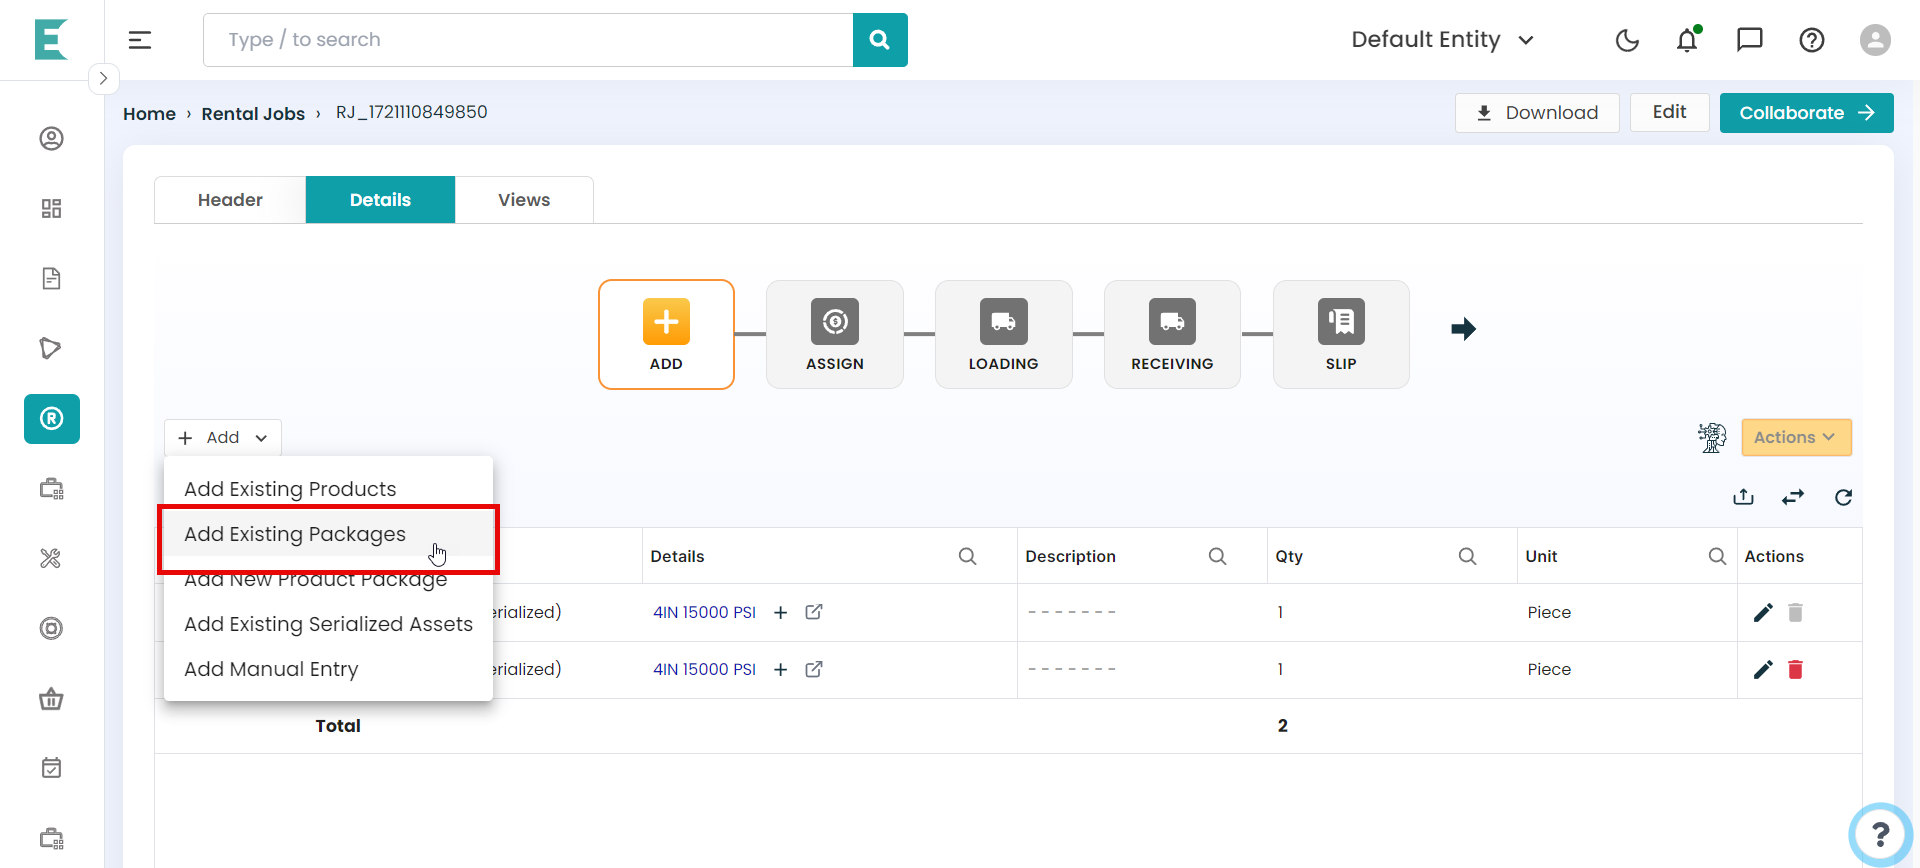 E
Type / to search
Default Entity
Home › Rental Jobs › RJ_1721110849850
Download
Edit
Collaborate
Header
Details
Views
ADD
ASSIGN
LOADING
RECEIVING
SLIP
R
+ Add
Actions
Add Existing Products
Add Existing Packages
Add New Product Package
Add Existing Serialized Assets
Add Manual Entry
Details
Description
Qty
Unit
Actions
erialized)
4IN 15000 PSI
-------
1
Piece
erialized)
4IN 15000 PSI
-------
1
Piece
Total
2
?